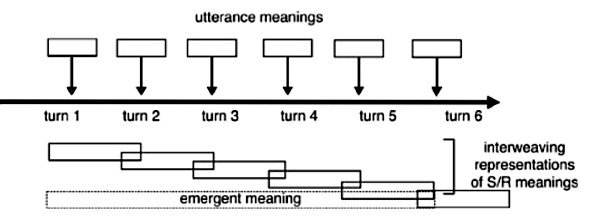 utterance meanings
turn 1 turn 2 turn 3 turn 4 turn 5 turn 6
interweaving
representations
of S/R meanings
emergent meaning